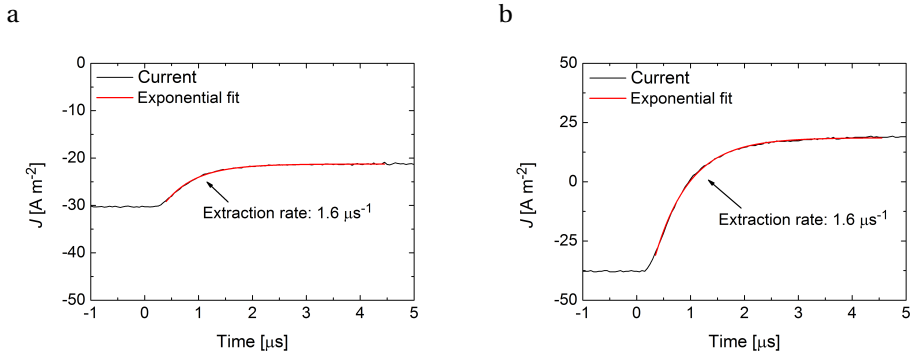 a
0
-10
-20
-30
-40
-50
J [A m⁻²]
-1 0 1 2 3 4 5
Time [μs]
Current
Exponential fit
Extraction rate: 1.6 μs⁻¹
b
50
25
0
-25
-50
J [A m⁻²]
-1 0 1 2 3 4 5
Time [μs]
Current
Exponential fit
Extraction rate: 1.6 μs⁻¹